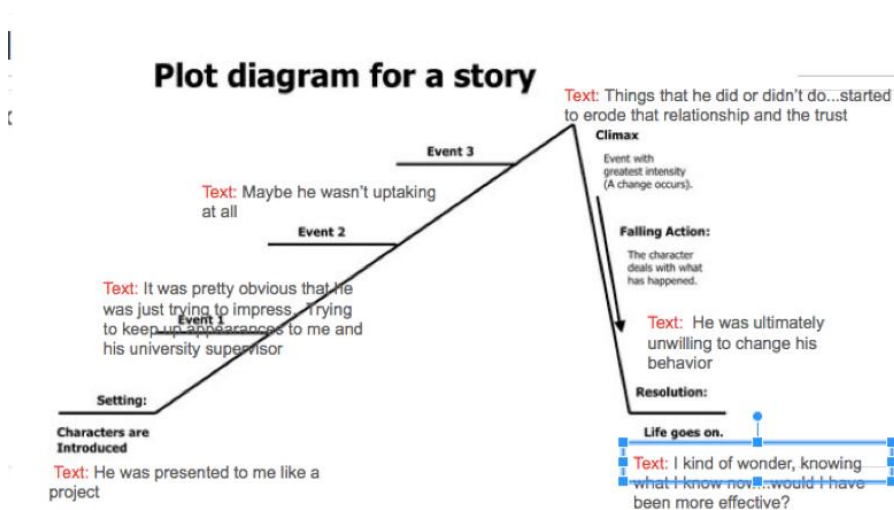 Plot diagram for a story
Text: Things that he did or didn't do...started
to erode that relationship and the trust
Climax
Event with
greatest intensity
(A change occurs).
Event 3
Text: Maybe he wasn't uptaking
at all
Event 2
Falling Action:
The character
deals with what
has happened.
Text: It was pretty obvious that he
was just trying to impress. Trying
to keep up appearances to me and
his university supervisor
Event 1
Text: He was ultimately
unwilling to change his
behavior
Resolution:
Life goes on.
Setting:
Characters are
Introduced
Text: He was presented to me like a
project
Text: I kind of wonder, knowing
what I know now....would I have
been more effective?